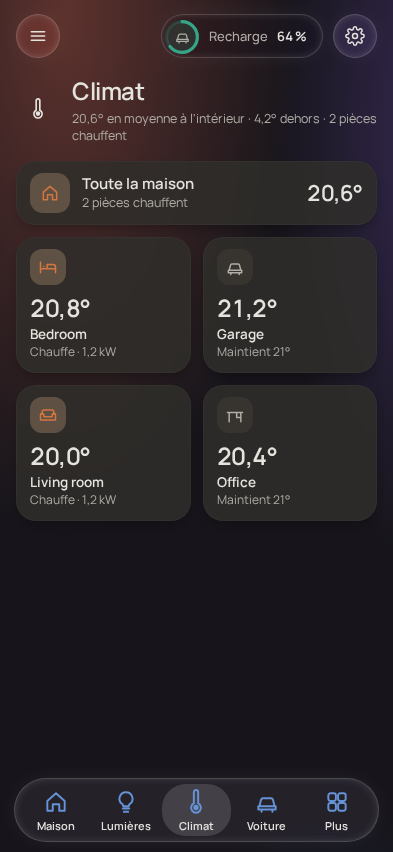 Recharge 64 %
Climat
20,6° en moyenne à l'intérieur · 4,2° dehors · 2 pièces
chauffent
Toute la maison
2 pièces chauffent
20,6°
20,8°
Bedroom
Chauffe · 1,2 kW
21,2°
Garage
Maintient 21°
20,0°
Living room
Chauffe · 1,2 kW
20,4°
Office
Maintient 21°
Maison
Lumières
Climat
Voiture
Plus